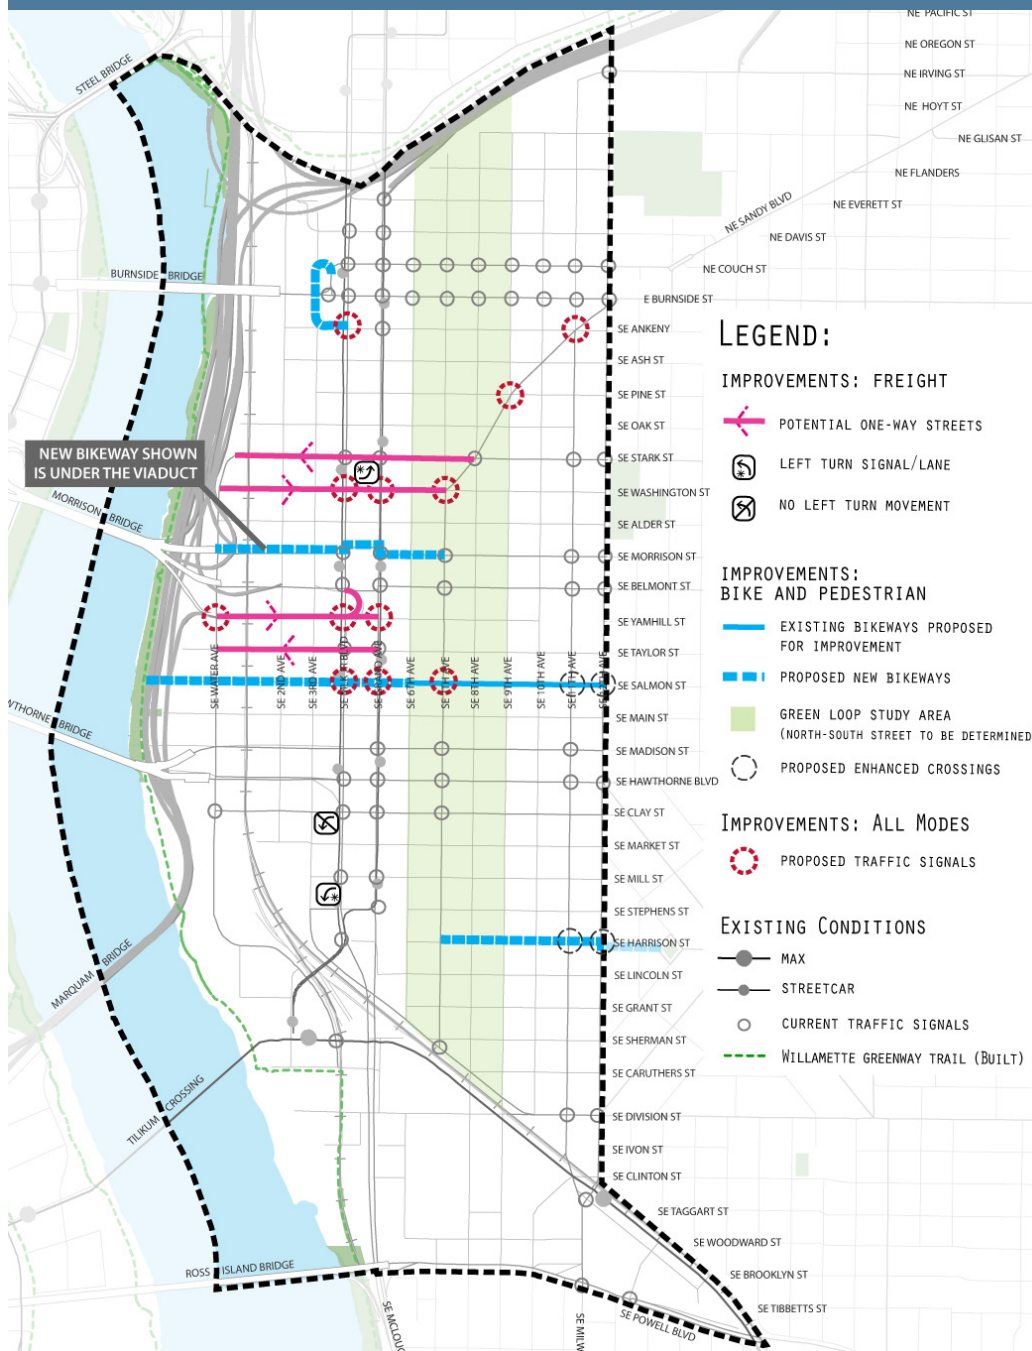 NE PACIFIC ST
NE OREGON ST
STEEL BRIDGE
NE IRVING ST
NE HOYT ST
NE GLISAN ST
NE FLANDERS
NE EVERETT ST
NE SANDY BLVD
NE DAVIS ST
NE COUCH ST
BURNSIDE BRIDGE
E BURNSIDE ST
SE ANKENY
SE ASH ST
SE PINE ST
SE OAK ST
SE STARK ST
SE WASHINGTON ST
SE ALDER ST
SE MORRISON ST
SE BELMONT ST
SE YAMHILL ST
SE TAYLOR ST
SE SALMON ST
SE MAIN ST
SE MADISON ST
SE HAWTHORNE BLVD
SE CLAY ST
SE MARKET ST
SE MILL ST
SE STEPHENS ST
SE HARRISON ST
SE LINCOLN ST
SE GRANT ST
SE SHERMAN ST
SE CARUTHERS ST
SE DIVISION ST
SE IVON ST
SE CLINTON ST
SE TAGGART ST
SE WOODWARD ST
SE BROOKLYN ST
SE TIBBETTS ST
SE POWELL BLVD
NEW BIKEWAY SHOWN
IS UNDER THE VIADUCT
MORRISON BRIDGE
WTHORNE BRIDGE
MARQUAM BRIDGE
TILIKUM CROSSING
ROSS ISLAND BRIDGE
SE WATER AVE
SE 2ND AVE
SE 3RD AVE
SE 6TH AVE
SE 8TH AVE
SE 9TH AVE
SE 10TH AVE
SE MCLOUG
SE MILW
LEGEND:
IMPROVEMENTS: FREIGHT
POTENTIAL ONE-WAY STREETS
LEFT TURN SIGNAL/LANE
NO LEFT TURN MOVEMENT
IMPROVEMENTS:
BIKE AND PEDESTRIAN
EXISTING BIKEWAYS PROPOSED
FOR IMPROVEMENT
PROPOSED NEW BIKEWAYS
GREEN LOOP STUDY AREA
(NORTH-SOUTH STREET TO BE DETERMINED
PROPOSED ENHANCED CROSSINGS
IMPROVEMENTS: ALL MODES
PROPOSED TRAFFIC SIGNALS
EXISTING CONDITIONS
MAX
STREETCAR
CURRENT TRAFFIC SIGNALS
WILLAMETTE GREENWAY TRAIL (BUILT)